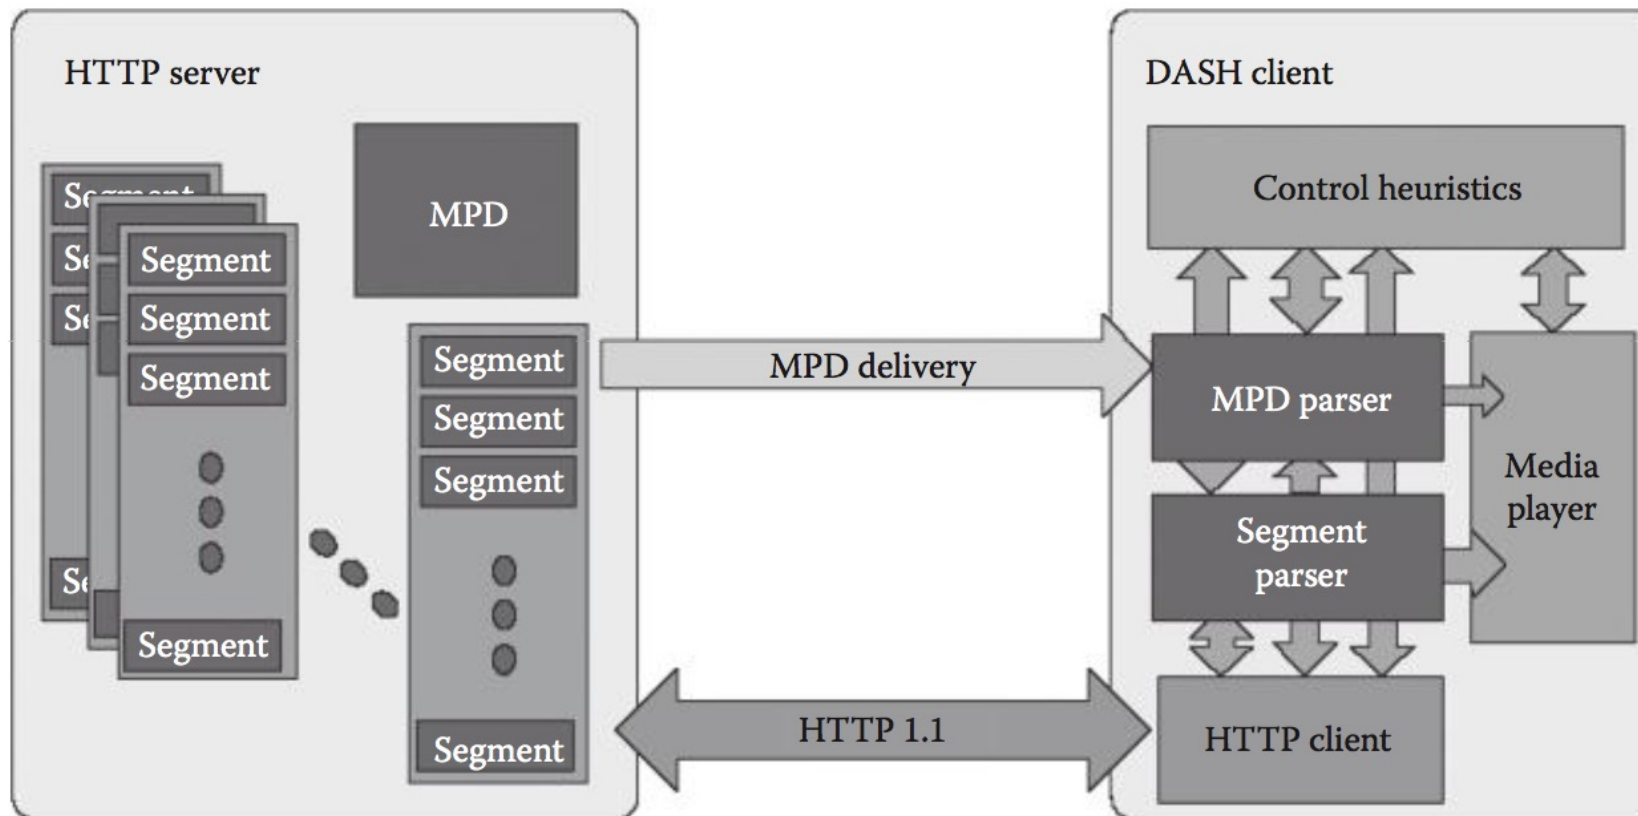 HTTP server
MPD
Segment
Segment
Segment
Segment
Segment
Segment
Segment
Segment
MPD delivery
HTTP 1.1
DASH client
Control heuristics
MPD parser
Segment
parser
Media
player
HTTP client